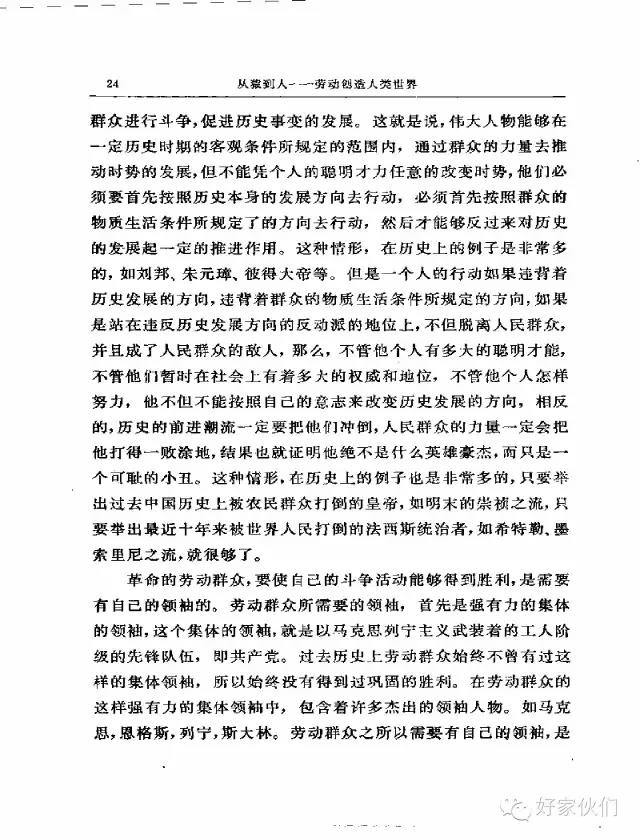 24 从猿到人——劳动创造人类世界
群众进行斗争,促进历史事变的发展。这就是说,伟大人物能够在
一定历史时期的客观条件所规定的范围内，通过群众的力量去推
动时势的发展,但不能凭个人的聪明才力任意的改变时势,他们必
须要首先按照历史本身的发展方向去行动，必须首先按照群众的
物质生活条件所规定了的方向去行动，然后才能够反过来对历史
的发展起一定的推进作用。这种情形，在历史上的例子是非常多
的,如刘邦、朱元璋、彼得大帝等。但是一个人的行动如果违背着
历史发展的方向,违背着群众的物质生活条件所规定的方向,如果
是站在违反历史发展方向的反动派的地位上,不但脱离人民群众,
并且成了人民群众的敌人，那么，不管他个人有多大的聪明才能,
不管他们暂时在社会上有着多大的权威和地位，不管他个人怎样
努力，他不但不能按照自己的意志来改变历史发展的方向，相反
的,历史的前进潮流一定要把他们冲倒,人民群众的力量一定会把
他打得一败涂地,结果也就证明他绝不是什么英雄豪杰,而只是一
个可耻的小丑。这种情形,在历史上的例子也是非常多的,只要举
出过去中国历史上被农民群众打倒的皇帝，如明末的崇祯之流,只
要举出最近十年来被世界人民打倒的法西斯统治者,如希特勒、墨
索里尼之流,就很够了。
革命的劳动群众,要使自己的斗争活动能够得到胜利,是需要
有自己的领袖的。劳动群众所需要的领袖，首先是强有力的集体
的领袖,这个集体的领袖,就是以马克思列宁主义武装着的工人阶
级的先锋队伍，即共产党。过去历史上劳动群众始终不曾有过这
样的集体领袖，所以始终没有得到过巩固的胜利。在劳动群众的
这样强有力的集体领袖中，包含着许多杰出的领袖人物。如马克
思,恩格斯,列宁,斯大林。劳动群众之所以需要有自己的领袖,是
好家伙们